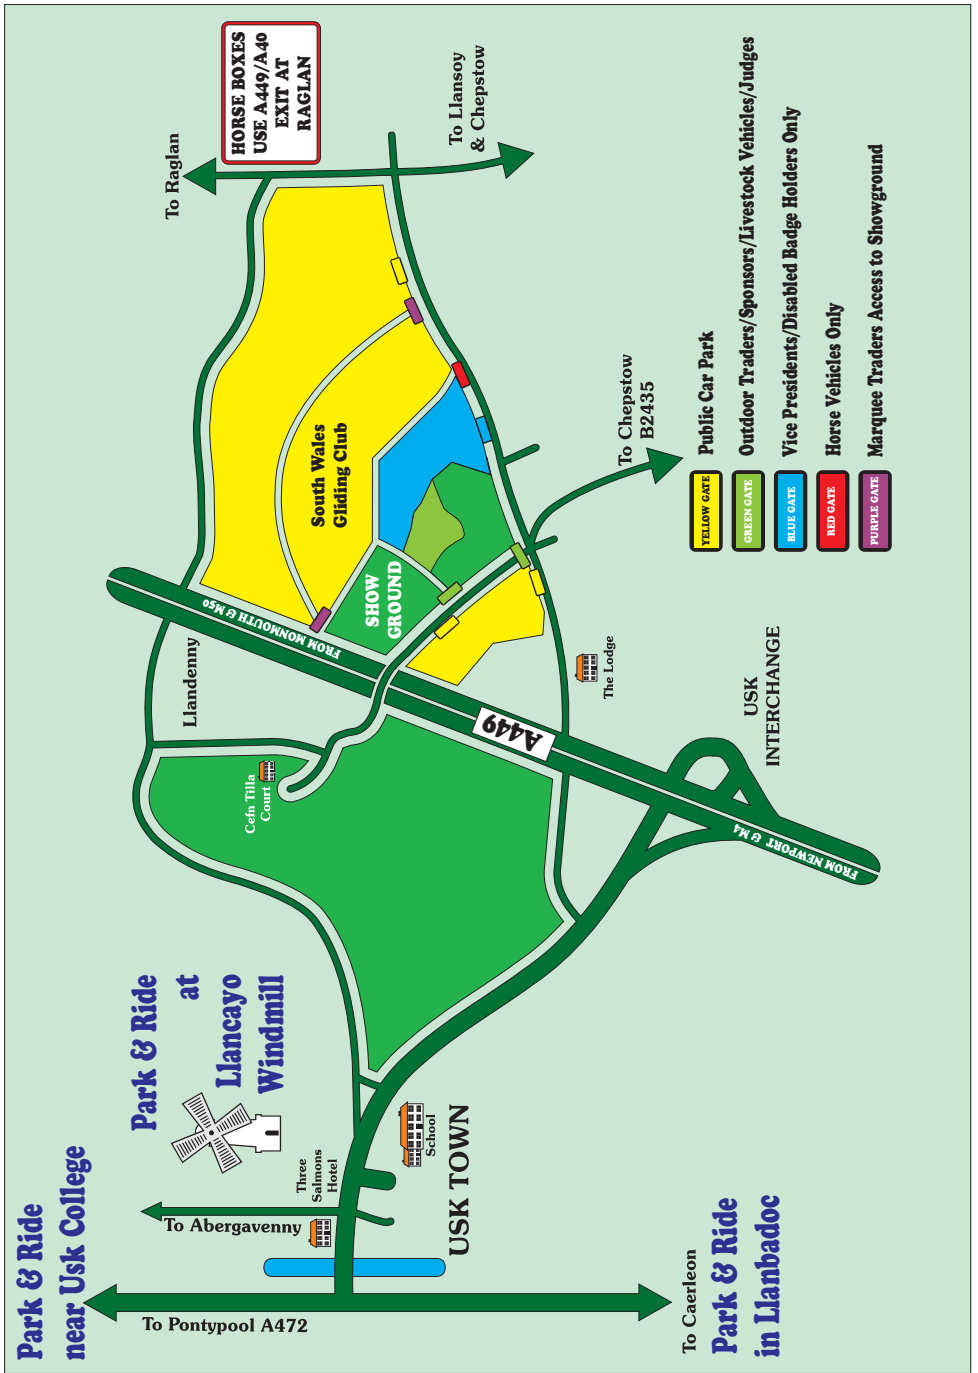 Park & Ride
near Usk College
To Pontypool A472
To Abergavenny
Park & Ride
at
Llancayo
Windmill
Three
Salmons
Hotel
School
USK TOWN
To Caerleon
Park & Ride
in Llanbadoc
Cefn Tilla
Court
Llandenny
FROM MONMOUTH & M50
A449
FROM NEWPORT & M4
USK
INTERCHANGE
The Lodge
SHOW
GROUND
South Wales
Gliding Club
To Raglan
HORSE BOXES
USE A449/A40
EXIT AT
RAGLAN
To Llansoy
& Chepstow
To Chepstow
B2435
YELLOW GATE
Public Car Park
GREEN GATE
Outdoor Traders/Sponsors/Livestock Vehicles/Judges
BLUE GATE
Vice Presidents/Disabled Badge Holders Only
RED GATE
Horse Vehicles Only
PURPLE GATE
Marquee Traders Access to Showground